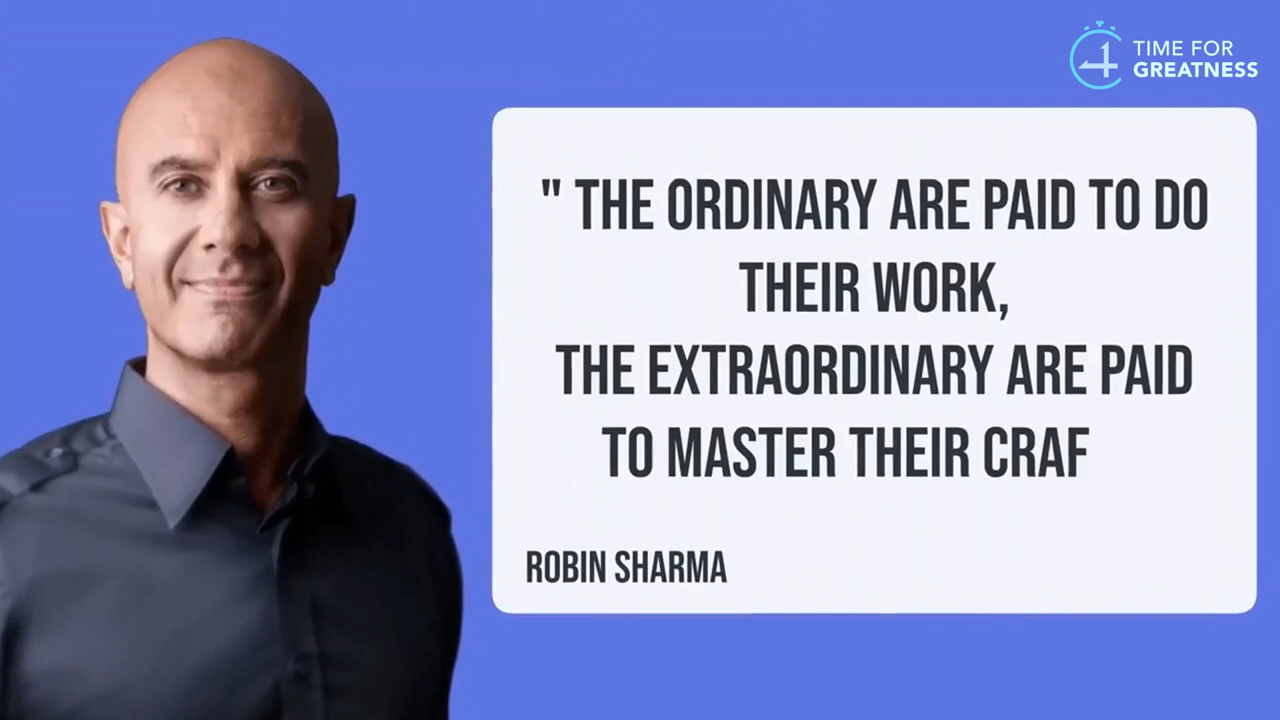 TIME FOR
GREATNESS
" THE ORDINARY ARE PAID TO DO
THEIR WORK,
THE EXTRAORDINARY ARE PAID
TO MASTER THEIR CRAF
ROBIN SHARMA